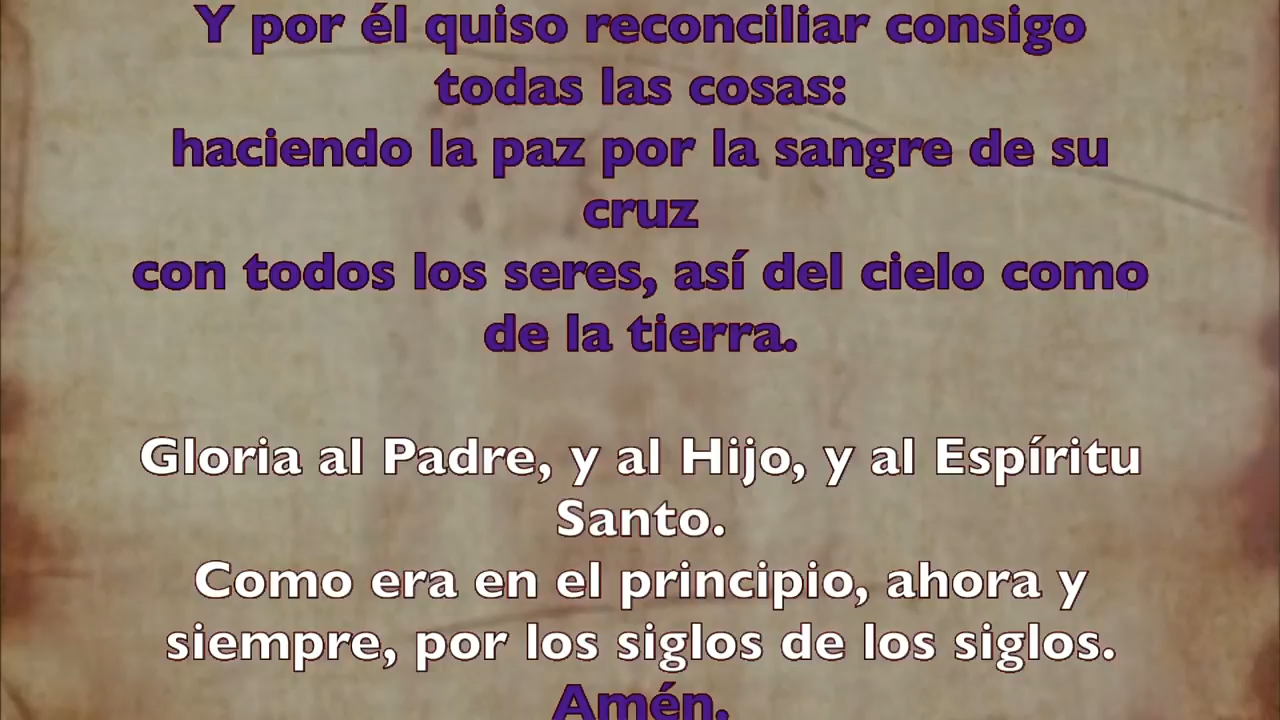 Y por él quiso reconciliar consigo
todas las cosas:
haciendo la paz por la sangre de su
cruz
con todos los seres, así del cielo como
de la tierra.
Gloria al Padre, y al Hijo, y al Espíritu
Santo.
Como era en el principio, ahora y
siempre, por los siglos de los siglos.
Amén.